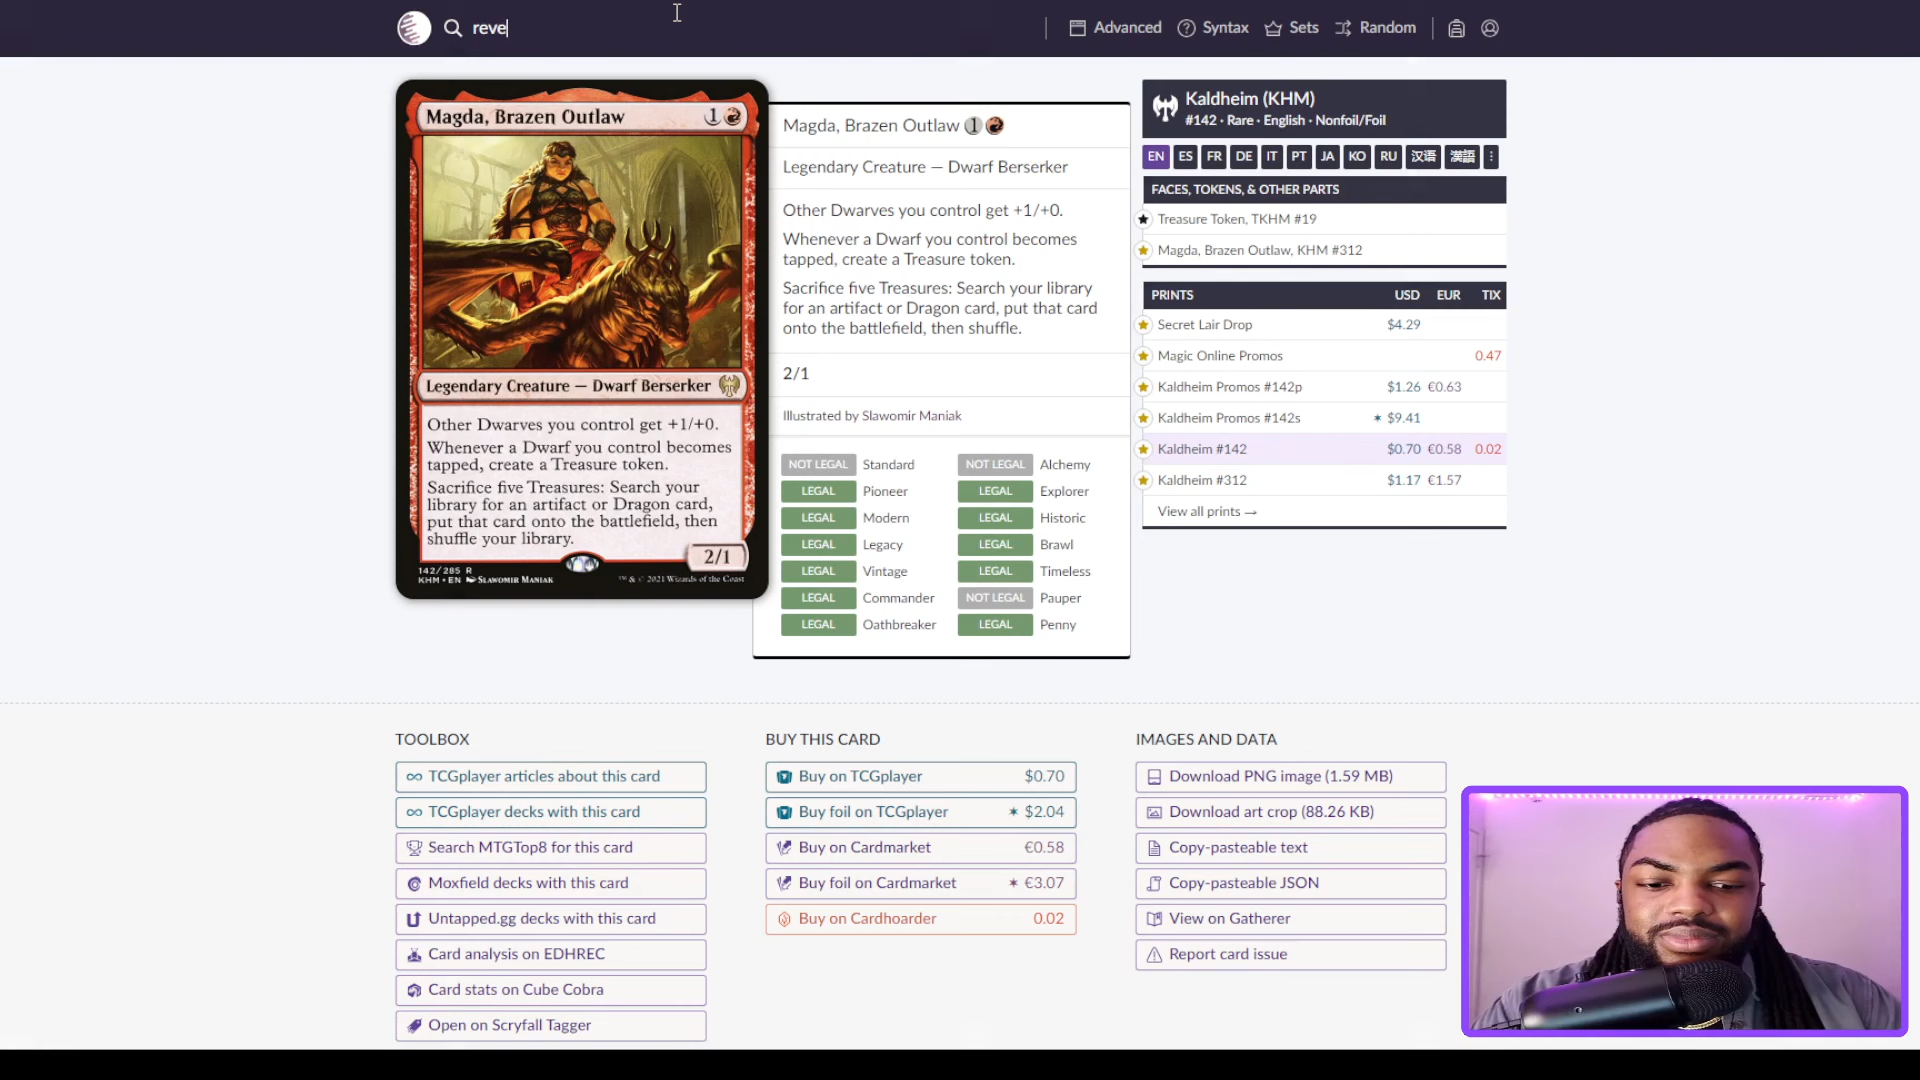 reve
Advanced
Syntax
Sets
Random
Magda, Brazen Outlaw 1
Legendary Creature — Dwarf Berserker
Other Dwarves you control get +1/+0.
Whenever a Dwarf you control becomes
tapped, create a Treasure token.
Sacrifice five Treasures: Search your
library for an artifact or Dragon card,
put that card onto the battlefield, then
shuffle your library.
2/1
142/285 R
KHM • EN Slawomir Maniak
™ & © 2021 Wizards of the Coast
Magda, Brazen Outlaw 1
Legendary Creature — Dwarf Berserker
Other Dwarves you control get +1/+0.
Whenever a Dwarf you control becomes
tapped, create a Treasure token.
Sacrifice five Treasures: Search your library
for an artifact or Dragon card, put that card
onto the battlefield, then shuffle.
2/1
Illustrated by Slawomir Maniak
NOT LEGAL Standard NOT LEGAL Alchemy
LEGAL Pioneer LEGAL Explorer
LEGAL Modern LEGAL Historic
LEGAL Legacy LEGAL Brawl
LEGAL Vintage LEGAL Timeless
LEGAL Commander NOT LEGAL Pauper
LEGAL Oathbreaker LEGAL Penny
Kaldheim (KHM)
#142 • Rare • English • Nonfoil/Foil
EN ES FR DE IT PT JA KO RU 汉语 漢語
FACES, TOKENS, & OTHER PARTS
Treasure Token, TKHM #19
Magda, Brazen Outlaw, KHM #312
PRINTS USD EUR TIX
Secret Lair Drop $4.29
Magic Online Promos 0.47
Kaldheim Promos #142p $1.26 €0.63
Kaldheim Promos #142s ✶ $9.41
Kaldheim #142 $0.70 €0.58 0.02
Kaldheim #312 $1.17 €1.57
View all prints →
TOOLBOX
TCGplayer articles about this card
TCGplayer decks with this card
Search MTGTop8 for this card
Moxfield decks with this card
Untapped.gg decks with this card
Card analysis on EDHREC
Card stats on Cube Cobra
Open on Scryfall Tagger
BUY THIS CARD
Buy on TCGplayer $0.70
Buy foil on TCGplayer ✶ $2.04
Buy on Cardmarket €0.58
Buy foil on Cardmarket ✶ €3.07
Buy on Cardhoarder 0.02
IMAGES AND DATA
Download PNG image (1.59 MB)
Download art crop (88.26 KB)
Copy-pasteable text
Copy-pasteable JSON
View on Gatherer
Report card issue